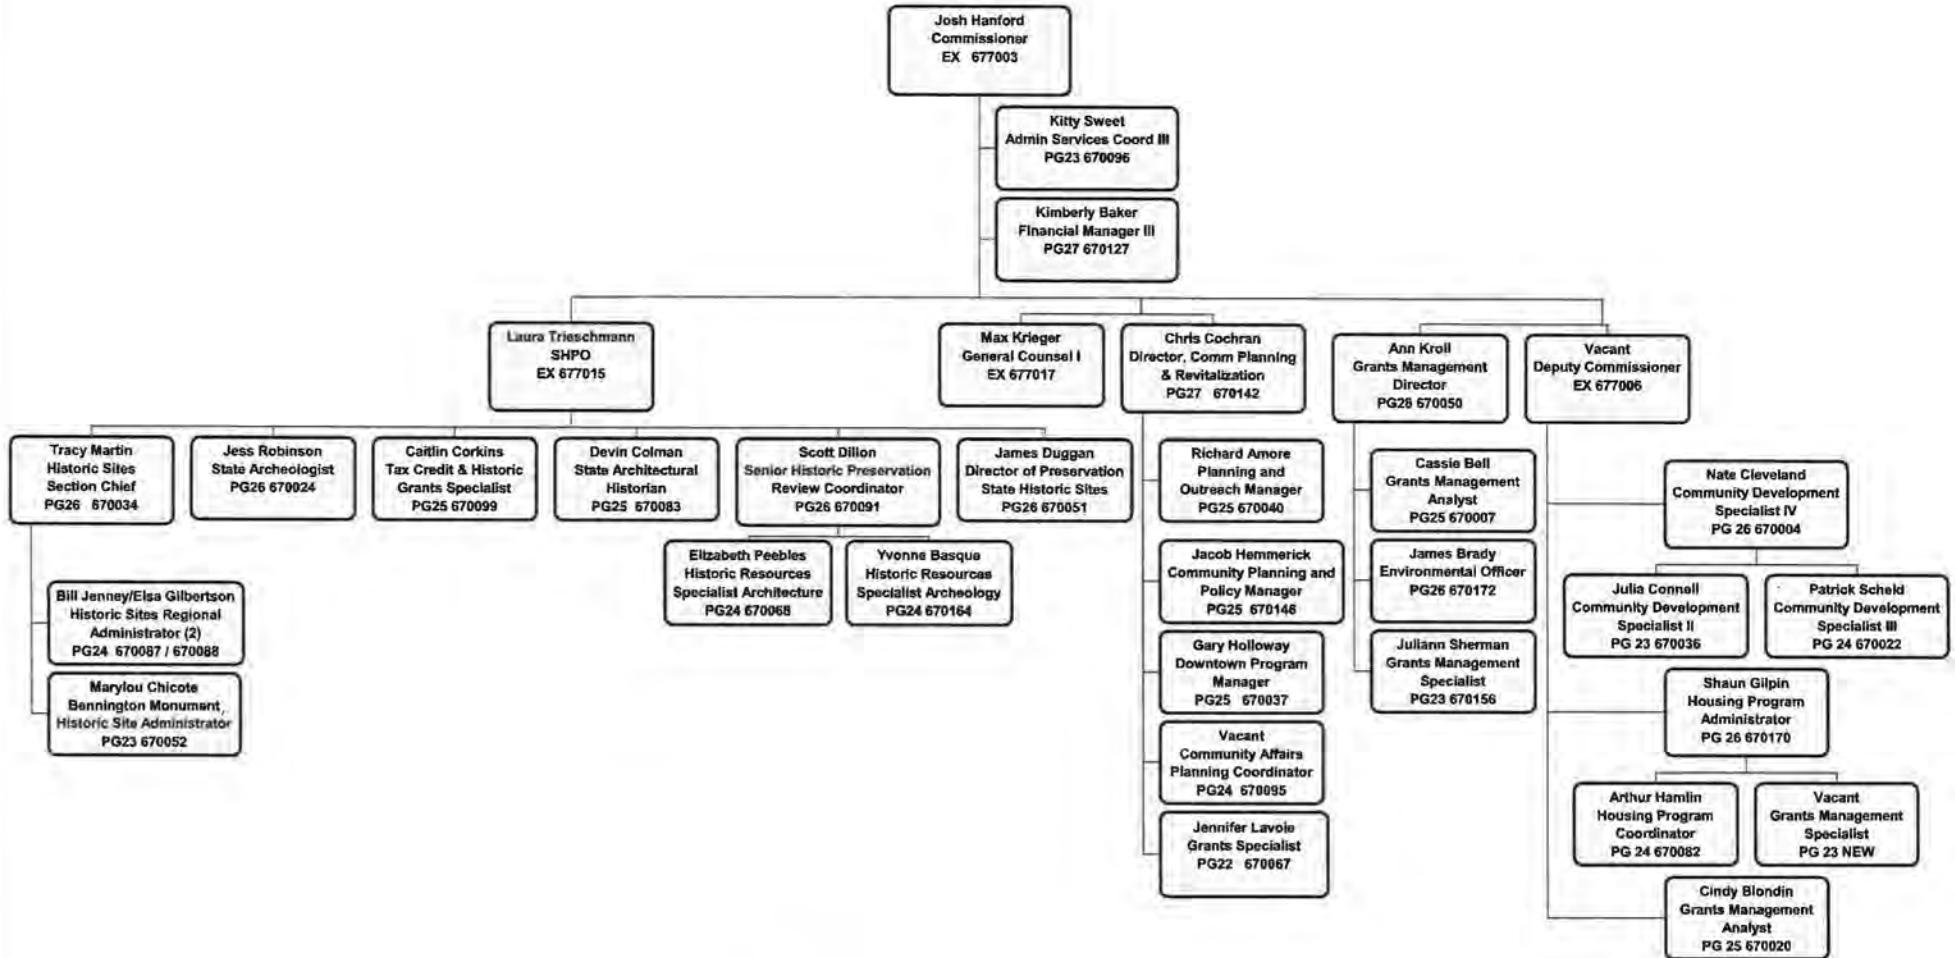 Josh Hanford
Commissioner
EX 677003
Kitty Sweet
Admin Services Coord III
PG23 670096
Kimberly Baker
Financial Manager III
PG27 670127
Laura Trieschmann
SHPO
EX 677015
Max Krieger
General Counsel I
EX 677017
Chris Cochran
Director, Comm Planning
& Revitalization
PG27 670142
Ann Kroll
Grants Management
Director
PG28 670050
Vacant
Deputy Commissioner
EX 677006
Tracy Martin
Historic Sites
Section Chief
PG26 670034
Jess Robinson
State Archeologist
PG26 670024
Caitlin Corkins
Tax Credit & Historic
Grants Specialist
PG25 670099
Devin Colman
State Architectural
Historian
PG25 670083
Scott Dillon
Senior Historic Preservation
Review Coordinator
PG26 670091
James Duggan
Director of Preservation
State Historic Sites
PG26 670051
Bill Jenney/Elsa Gilbertson
Historic Sites Regional
Administrator (2)
PG24 670087 / 670088
Marylou Chicote
Bennington Monument,
Historic Site Administrator
PG23 670052
Elizabeth Peebles
Historic Resources
Specialist Architecture
PG24 670068
Yvonne Basque
Historic Resources
Specialist Archeology
PG24 670164
Richard Amore
Planning and
Outreach Manager
PG25 670040
Jacob Hemmerick
Community Planning and
Policy Manager
PG25 670146
Gary Holloway
Downtown Program
Manager
PG25 670037
Vacant
Community Affairs
Planning Coordinator
PG24 670095
Jennifer Lavoie
Grants Specialist
PG22 670067
Cassie Bell
Grants Management
Analyst
PG25 670007
James Brady
Environmental Officer
PG26 670172
Juliann Sherman
Grants Management
Specialist
PG23 670156
Nate Cleveland
Community Development
Specialist IV
PG 26 670004
Julia Connell
Community Development
Specialist II
PG 23 670036
Patrick Scheld
Community Development
Specialist III
PG 24 670022
Shaun Gilpin
Housing Program
Administrator
PG 26 670170
Arthur Hamlin
Housing Program
Coordinator
PG 24 670082
Vacant
Grants Management
Specialist
PG 23 NEW
Cindy Blondin
Grants Management
Analyst
PG 25 670020